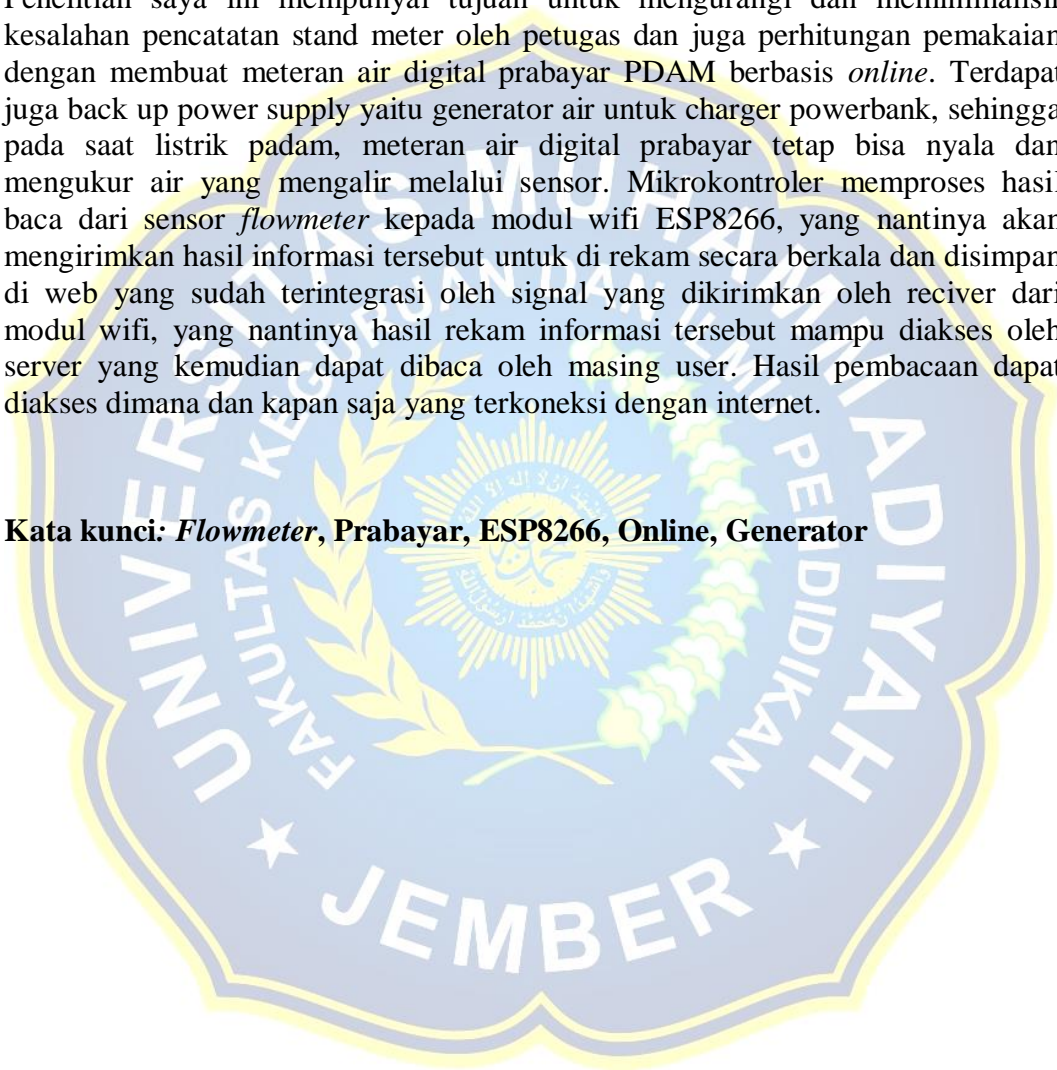 Penelitian saya ini mempunyai tujuan untuk mengurangi dan meminimalisir
kesalahan pencatatan stand meter oleh petugas dan juga perhitungan pemakaian
dengan membuat meteran air digital prabayar PDAM berbasis online. Terdapat
juga back up power supply yaitu generator air untuk charger powerbank, sehingga
pada saat listrik padam, meteran air digital prabayar tetap bisa nyala dan
mengukur air yang mengalir melalui sensor. Mikrokontroler memproses hasil
baca dari sensor flowmeter kepada modul wifi ESP8266, yang nantinya akan
mengirimkan hasil informasi tersebut untuk di rekam secara berkala dan disimpan
di web yang sudah terintegrasi oleh signal yang dikirimkan oleh reciver dari
modul wifi, yang nantinya hasil rekam informasi tersebut mampu diakses oleh
server yang kemudian dapat dibaca oleh masing user. Hasil pembacaan dapat
diakses dimana dan kapan saja yang terkoneksi dengan internet.
Kata kunci: Flowmeter, Prabayar, ESP8266, Online, Generator
UNIVERSITAS MUHAMMADIYAH
FAKULTAS KEGURUAN DAN ILMU PENDIDIKAN
JEMBER